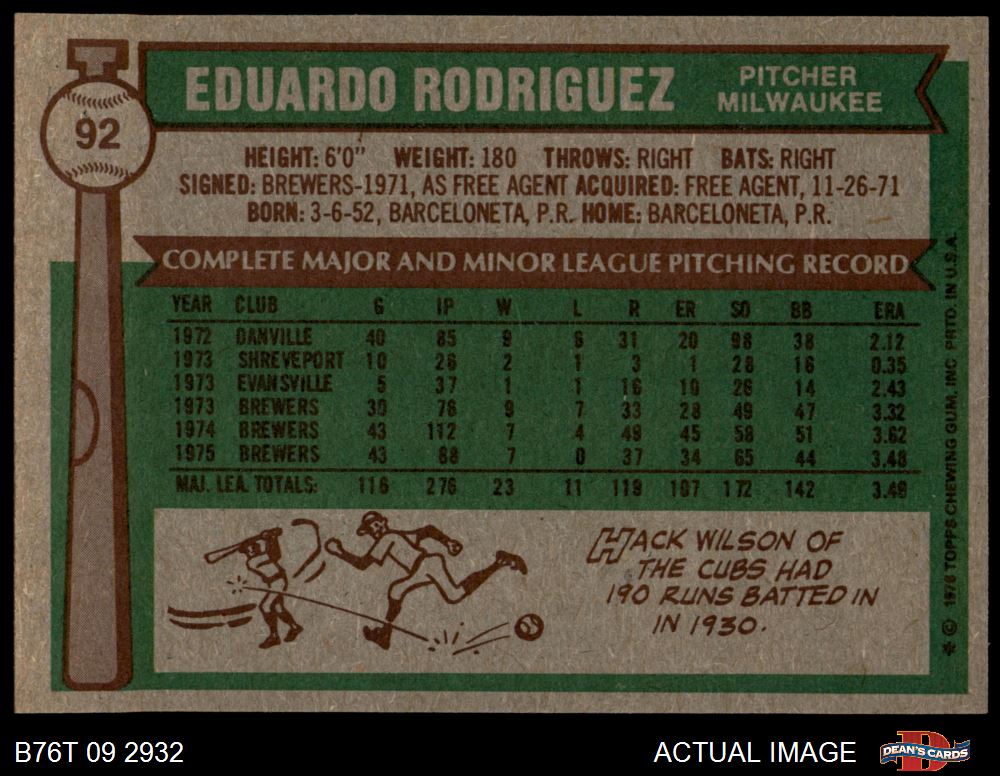 92
EDUARDO RODRIGUEZ
PITCHER
MILWAUKEE
HEIGHT: 6'0" WEIGHT: 180 THROWS: RIGHT BATS: RIGHT
SIGNED: BREWERS-1971, AS FREE AGENT ACQUIRED: FREE AGENT, 11-26-71
BORN: 3-6-52, BARCELONETA, P.R. HOME: BARCELONETA, P.R.
COMPLETE MAJOR AND MINOR LEAGUE PITCHING RECORD
YEAR CLUB G IP W L R ER SO BB ERA
1972 DANVILLE 40 85 9 6 31 20 98 38 2.12
1973 SHREVEPORT 10 26 2 1 3 1 28 16 0.35
1973 EVANSVILLE 5 37 1 1 16 10 26 14 2.43
1973 BREWERS 30 76 9 7 33 28 49 47 3.32
1974 BREWERS 43 112 7 4 49 45 58 51 3.62
1975 BREWERS 43 88 7 0 37 34 65 44 3.48
MAJ. LEA. TOTALS: 116 276 23 11 119 107 172 142 3.49
HACK WILSON OF
THE CUBS HAD
190 RUNS BATTED IN
IN 1930.
* © 1976 TOPPS CHEWING GUM, INC. PRTD. IN U.S.A.
B76T 09 2932
ACTUAL IMAGE
D
DEAN'S CARDS